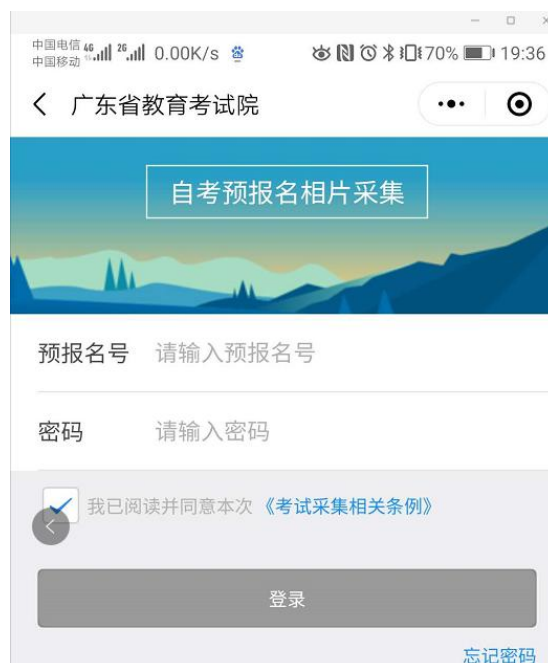 中国电信 4G 2G 0.00K/s 70% 19:36
中国移动
广东省教育考试院
自考预报名相片采集
预报名号 请输入预报名号
密码 请输入密码
我已阅读并同意本次《考试采集相关条例》
登录
忘记密码